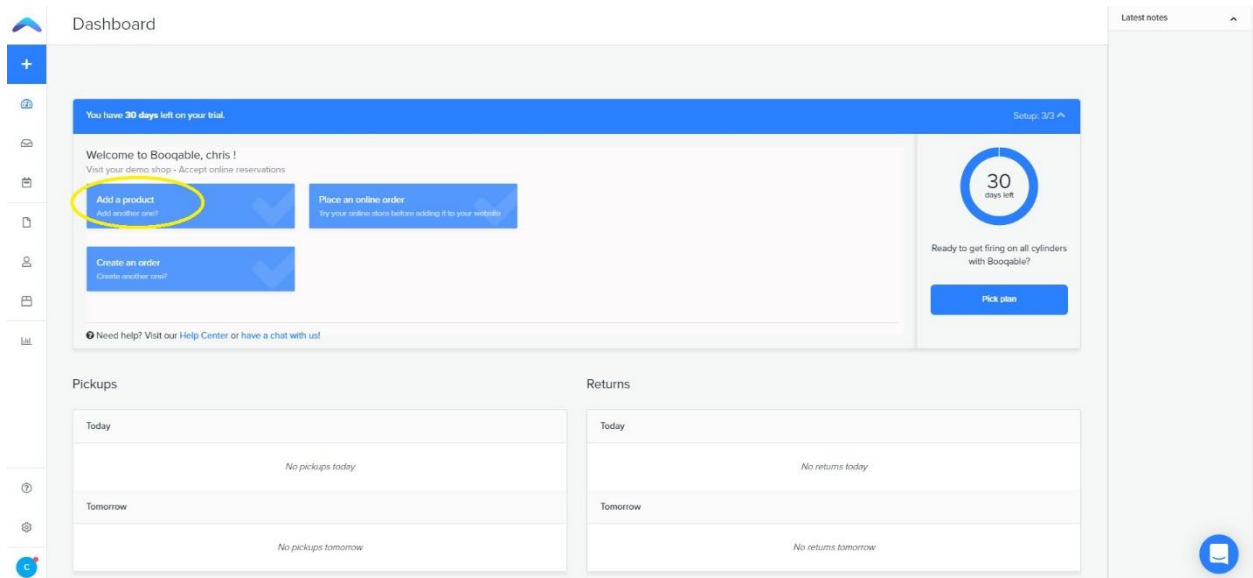 Dashboard
Latest notes
+
You have 30 days left on your trial.
Setup: 3/3
Welcome to Booqable, chris !
Visit your demo shop - Accept online reservations
Add a product
Add another one?
Place an online order
Try your online store before adding it to your website
Create an order
Create another one?
Need help? Visit our Help Center or have a chat with us!
30
days left
Ready to get firing on all cylinders
with Booqable?
Pick plan
Pickups
Today
No pickups today
Tomorrow
No pickups tomorrow
Returns
Today
No returns today
Tomorrow
No returns tomorrow
C